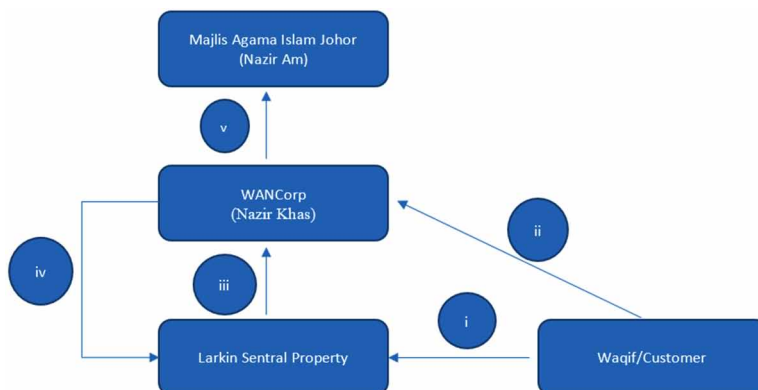 Majlis Agama Islam Johor
(Nazir Am)
v
WANCorp
(Nazir Khas)
ii
iv
iii
i
Larkin Sentral Property
Waqif/Customer